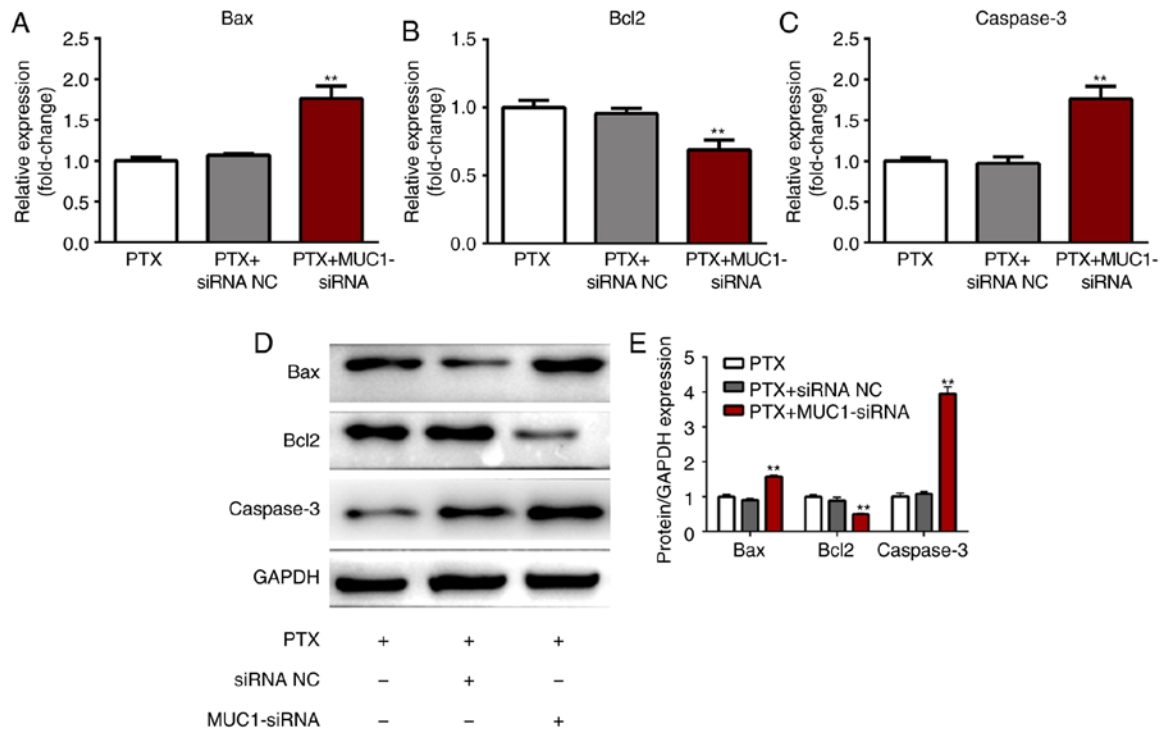 A
Bax
Relative expression
(fold-change)
2.5
2.0
1.5
1.0
0.5
0.0
**
PTX
PTX+
siRNA NC
PTX+MUC1-
siRNA
B
Bcl2
Relative expression
(fold-change)
1.5
1.0
0.5
0.0
**
PTX
PTX+
siRNA NC
PTX+MUC1-
siRNA
C
Caspase-3
Relative expression
(fold-change)
2.5
2.0
1.5
1.0
0.5
0.0
**
PTX
PTX+
siRNA NC
PTX+MUC1-
siRNA
D
Bax
Bcl2
Caspase-3
GAPDH
PTX + + +
siRNA NC – + –
MUC1-siRNA – – +
E
Protein/GAPDH expression
5
4
3
2
1
0
PTX
PTX+siRNA NC
PTX+MUC1-siRNA
**
**
**
Bax
Bcl2
Caspase-3